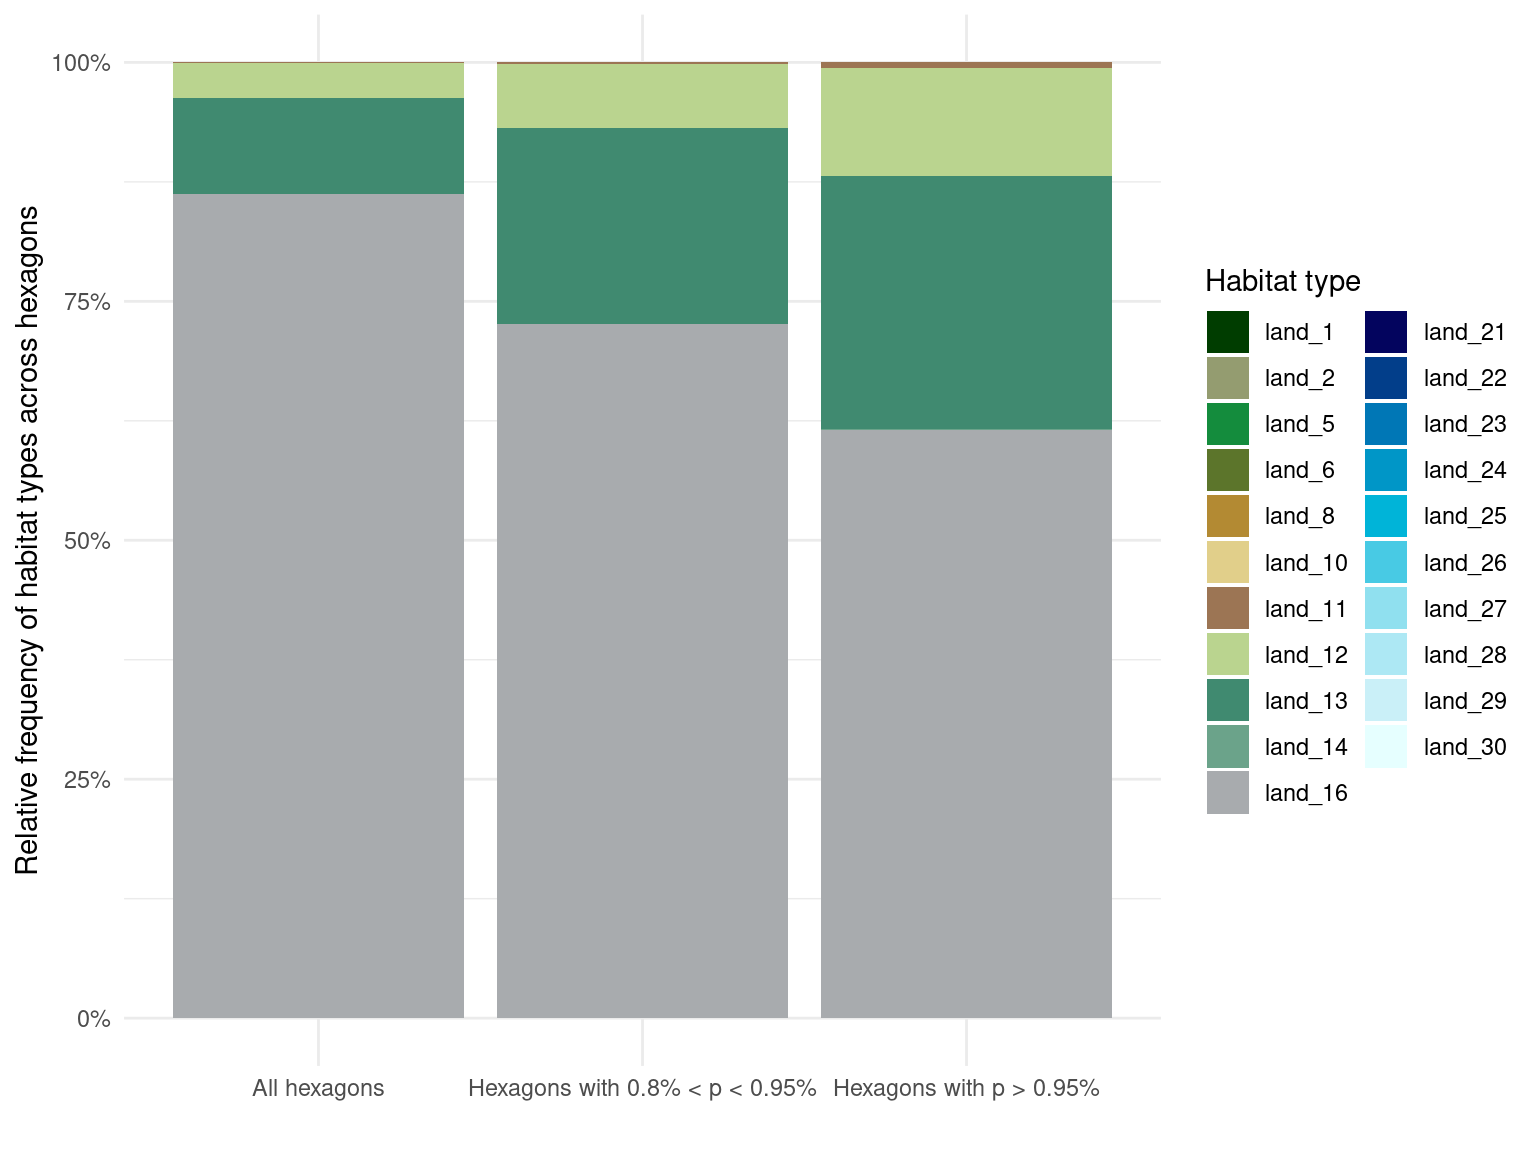 Relative frequency of habitat types across hexagons
100%
75%
50%
25%
0%
All hexagons
Hexagons with 0.8% < p < 0.95%
Hexagons with p > 0.95%
Habitat type
land_1
land_2
land_5
land_6
land_8
land_10
land_11
land_12
land_13
land_14
land_16
land_21
land_22
land_23
land_24
land_25
land_26
land_27
land_28
land_29
land_30